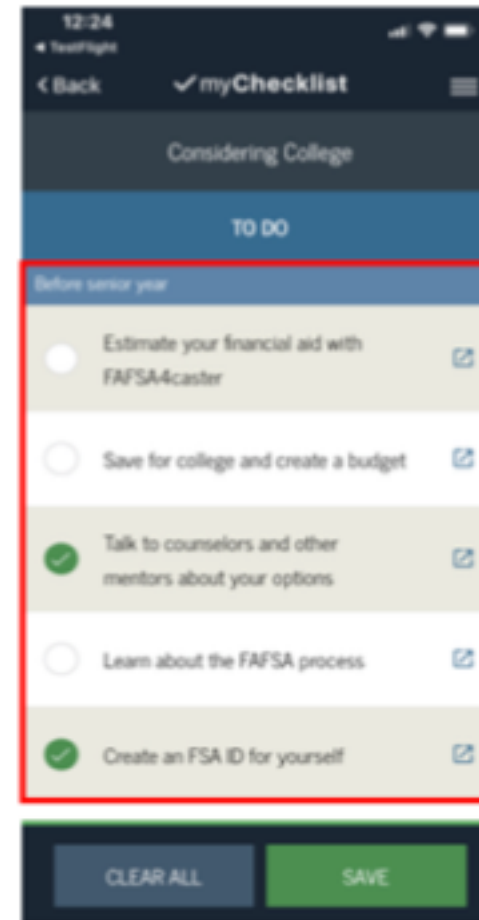 12:24
◀ TestFlight
< Back myChecklist
Considering College
TO DO
Before senior year
Estimate your financial aid with
FAFSA4caster
Save for college and create a budget
Talk to counselors and other
mentors about your options
Learn about the FAFSA process
Create an FSA ID for yourself
CLEAR ALL SAVE